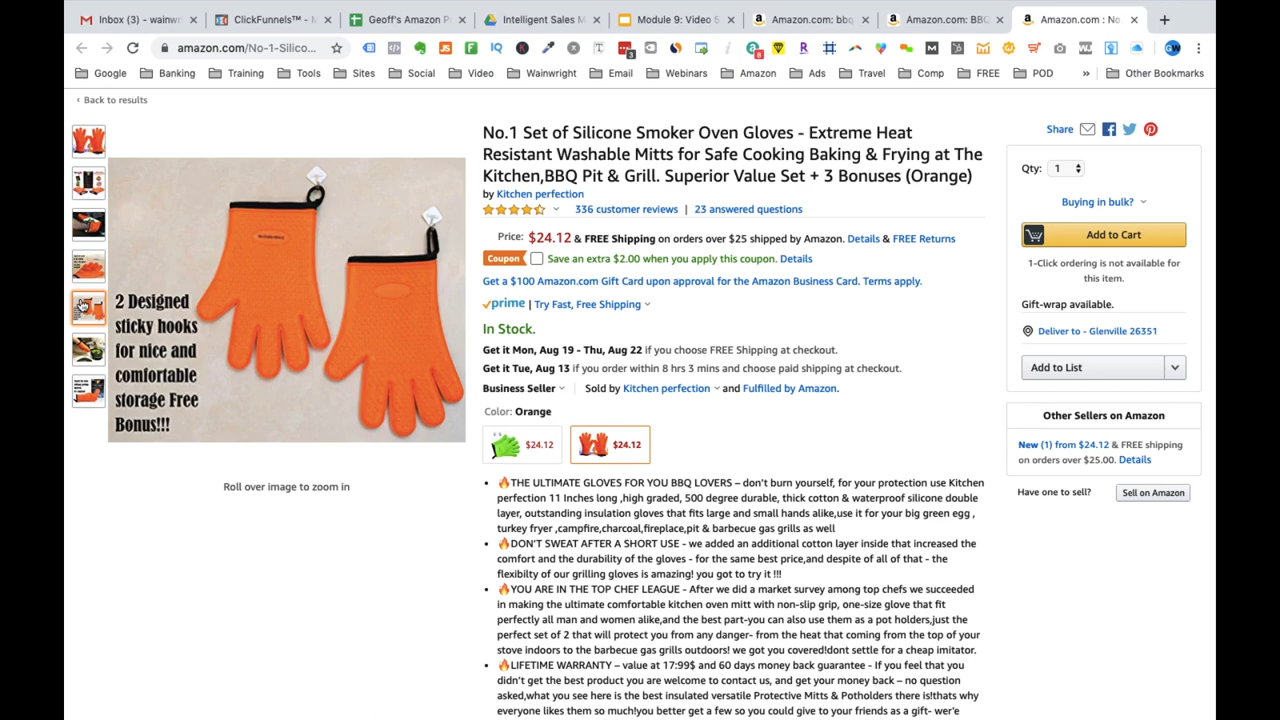 Inbox (3) - wainw
ClickFunnels™ - M
Geoff's Amazon P
Intelligent Sales M
Module 9: Video 5
Amazon.com: bbq
Amazon.com: BBQ
Amazon.com : No.
amazon.com/No-1-Silico...
Google
Banking
Training
Tools
Sites
Social
Video
Wainwright
Email
Webinars
Amazon
Ads
Travel
Comp
FREE
POD
»
Other Bookmarks
‹ Back to results
No.1 Set of Silicone Smoker Oven Gloves - Extreme Heat
Resistant Washable Mitts for Safe Cooking Baking & Frying at The
Kitchen,BBQ Pit & Grill. Superior Value Set + 3 Bonuses (Orange)
by Kitchen perfection
336 customer reviews | 23 answered questions
Price: $24.12 & FREE Shipping on orders over $25 shipped by Amazon. Details & FREE Returns
Coupon Save an extra $2.00 when you apply this coupon. Details
Get a $100 Amazon.com Gift Card upon approval for the Amazon Business Card. Terms apply.
prime | Try Fast, Free Shipping
In Stock.
Get it Mon, Aug 19 - Thu, Aug 22 if you choose FREE Shipping at checkout.
Get it Tue, Aug 13 if you order within 8 hrs 3 mins and choose paid shipping at checkout.
Business Seller Sold by Kitchen perfection and Fulfilled by Amazon.
Color: Orange
$24.12
$24.12
• 🔥THE ULTIMATE GLOVES FOR YOU BBQ LOVERS – don't burn yourself, for your protection use Kitchen
perfection 11 Inches long ,high graded, 500 degree durable, thick cotton & waterproof silicone double
layer, outstanding insulation gloves that fits large and small hands alike,use it for your big green egg ,
turkey fryer ,campfire,charcoal,fireplace,pit & barbecue gas grills as well
• 🔥DON'T SWEAT AFTER A SHORT USE - we added an additional cotton layer inside that increased the
comfort and the durability of the gloves - for the same best price,and despite of all of that - the
flexibilty of our grilling gloves is amazing! you got to try it !!!
• 🔥YOU ARE IN THE TOP CHEF LEAGUE - After we did a market survey among top chefs we succeeded
in making the ultimate comfortable kitchen oven mitt with non-slip grip, one-size glove that fit
perfectly all man and women alike,and the best part-you can also use them as a pot holders,just the
perfect set of 2 that will protect you from any danger- from the heat that coming from the top of your
stove indoors to the barbecue gas grills outdoors! we got you covered!dont settle for a cheap imitator.
• 🔥LIFETIME WARRANTY – value at 17:99$ and 60 days money back guarantee - If you feel that you
didn't get the best product you are welcome to contact us, and get your money back – no question
asked,what you see here is the best insulated versatile Protective Mitts & Potholders there is!thats why
everyone likes them so much!you better get a few so you could give to your friends as a gift- wer'e
2 Designed
sticky hooks
for nice and
comfortable
storage Free
Bonus!!!
Roll over image to zoom in
Share
Qty: 1
Buying in bulk?
Add to Cart
1-Click ordering is not available for
this item.
Gift-wrap available.
Deliver to - Glenville 26351
Add to List
Other Sellers on Amazon
New (1) from $24.12 & FREE shipping
on orders over $25.00. Details
Have one to sell? Sell on Amazon